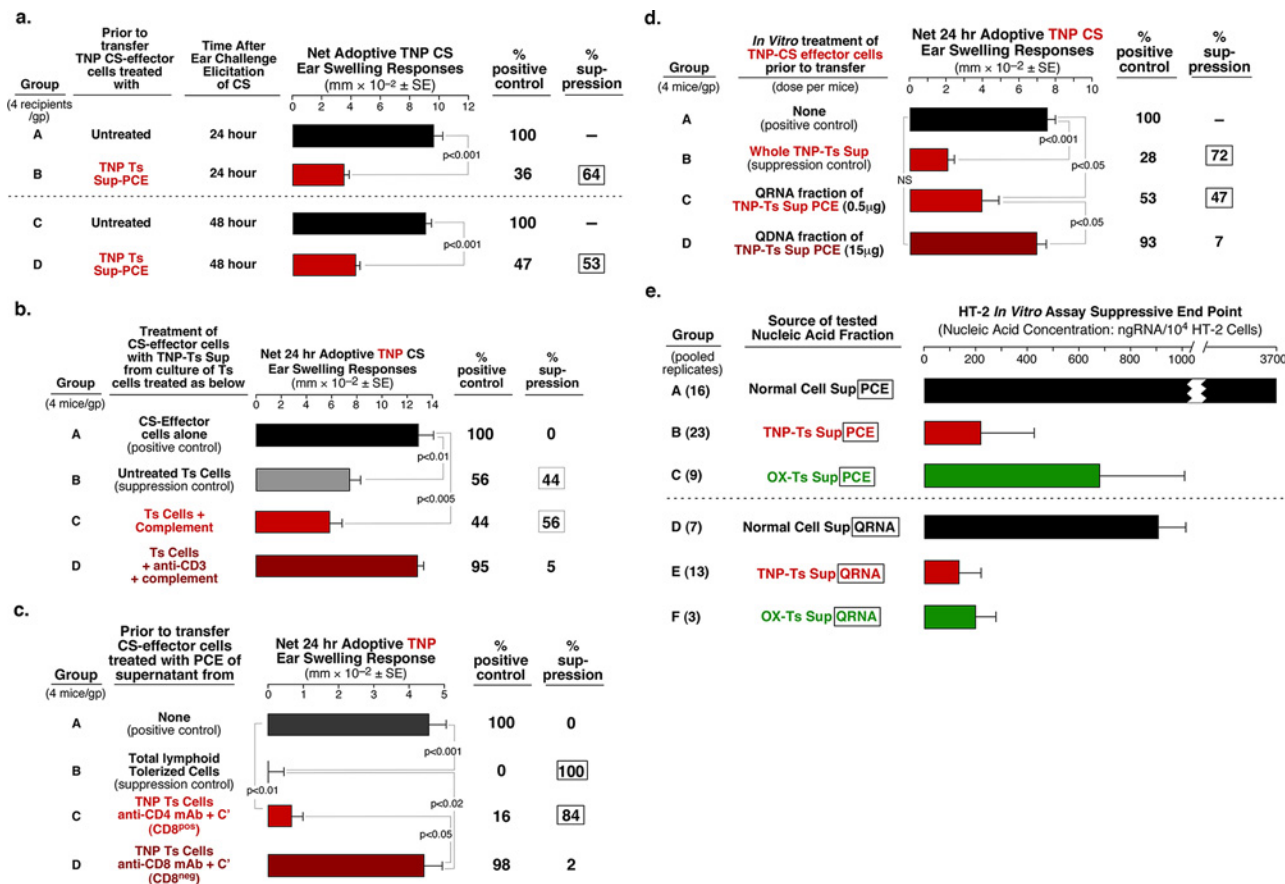 a.
Group
(4 recipients
/gp)
Prior to
transfer
TNP CS-effector
cells treated
with
Time After
Ear Challenge
Elicitation
of CS
Net Adoptive TNP CS
Ear Swelling Responses
(mm × 10–2 ± SE)
0 2 4 6 8 10 12
%
positive
control
%
sup-
pression
A Untreated 24 hour 100 –
p<0.001
B TNP Ts
Sup-PCE 24 hour 36 64
C Untreated 48 hour 100 –
p<0.001
D TNP Ts
Sup-PCE 48 hour 47 53
b.
Group
(4 mice/gp)
Treatment of
CS-effector cells
with TNP-Ts Sup
from culture of Ts
cells treated as below
Net 24 hr Adoptive TNP CS
Ear Swelling Responses
(mm × 10–2 ± SE)
0 2 4 6 8 10 12 14
%
positive
control
%
sup-
pression
A CS-Effector
cells alone
(positive control) 100 0
p<0.01
B Untreated Ts Cells
(suppression control) 56 44
p<0.005
C Ts Cells +
Complement 44 56
D Ts Cells
+ anti-CD3
+ complement 95 5
c.
Group
(4 mice/gp)
Prior to transfer
CS-effector cells
treated with PCE of
supernatant from
Net 24 hr Adoptive TNP
Ear Swelling Response
(mm × 10–2 ± SE)
0 1 2 3 4 5
%
positive
control
%
sup-
pression
A None
(positive control) 100 0
p<0.001
B Total lymphoid
Tolerized Cells
(suppression control) 0 100
p<0.01
p<0.02
C TNP Ts Cells
anti-CD4 mAb + C'
(CD8pos) 16 84
p<0.05
D TNP Ts Cells
anti-CD8 mAb + C'
(CD8neg) 98 2
d.
Group
(4 mice/gp)
In Vitro treatment of
TNP-CS effector cells
prior to transfer
(dose per mice)
Net 24 hr Adoptive TNP CS
Ear Swelling Responses
(mm × 10–2 ± SE)
0 2 4 6 8 10
%
positive
control
%
sup-
pression
A None
(positive control) 100 –
p<0.001
B Whole TNP-Ts Sup
(suppression control) 28 72
p<0.05
NS
C QRNA fraction of
TNP-Ts Sup PCE (0.5µg) 53 47
p<0.05
D QDNA fraction of
TNP-Ts Sup PCE (15µg) 93 7
e.
Group
(pooled
replicates)
Source of tested
Nucleic Acid Fraction
HT-2 In Vitro Assay Suppressive End Point
(Nucleic Acid Concentration: ngRNA/104 HT-2 Cells)
0 200 400 600 800 1000 3700
A (16) Normal Cell Sup PCE
B (23) TNP-Ts Sup PCE
C (9) OX-Ts Sup PCE
D (7) Normal Cell Sup QRNA
E (13) TNP-Ts Sup QRNA
F (3) OX-Ts Sup QRNA